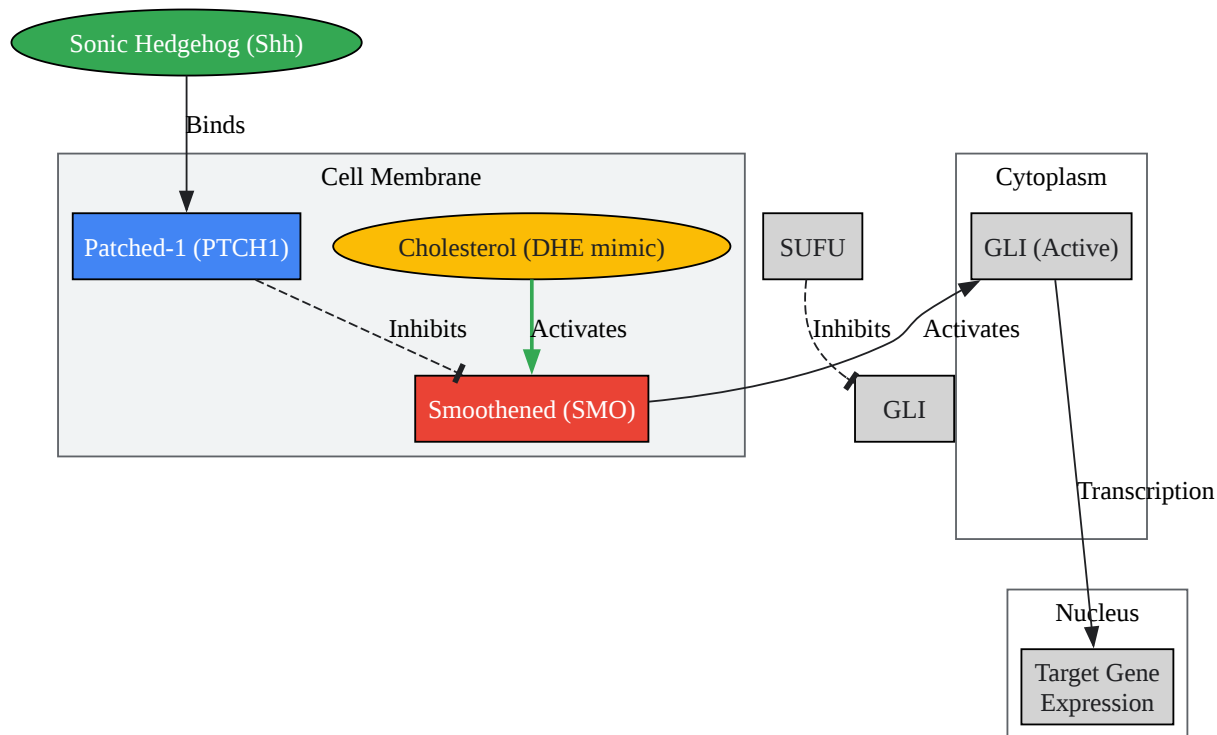 Sonic Hedgehog (Shh)
Binds
Cell Membrane
Cytoplasm
Patched-1 (PTCH1)
Cholesterol (DHE mimic)
SUFU
GLI (Active)
Inhibits
Activates
Inhibits
Activates
Smoothened (SMO)
GLI
Transcription
Nucleus
Target Gene
Expression